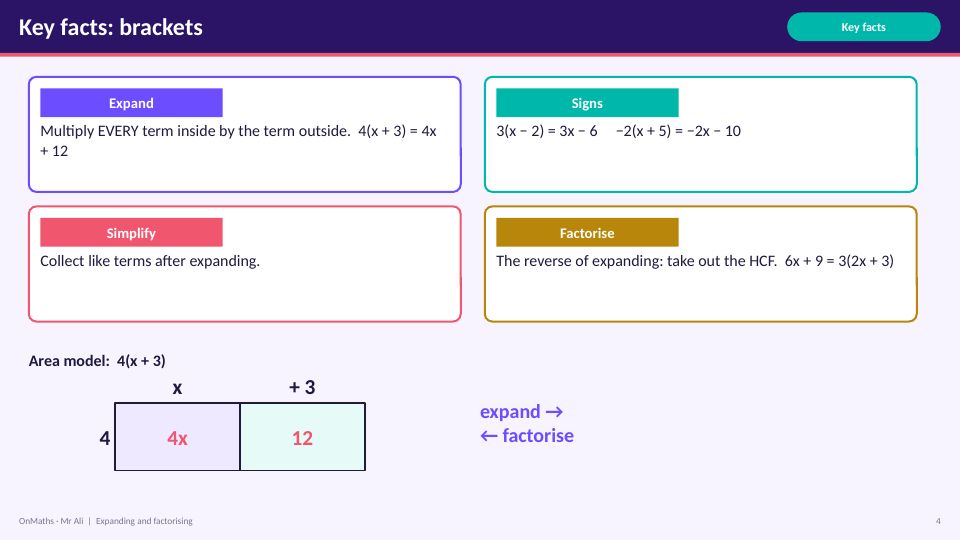 Key facts: brackets
Key facts
Expand
Multiply EVERY term inside by the term outside.  4(x + 3) = 4x
+ 12
Signs
3(x − 2) = 3x − 6     −2(x + 5) = −2x − 10
Simplify
Collect like terms after expanding.
Factorise
The reverse of expanding: take out the HCF.  6x + 9 = 3(2x + 3)
Area model:  4(x + 3)
x + 3
4 4x 12
expand →
← factorise
OnMaths · Mr Ali  |  Expanding and factorising
4